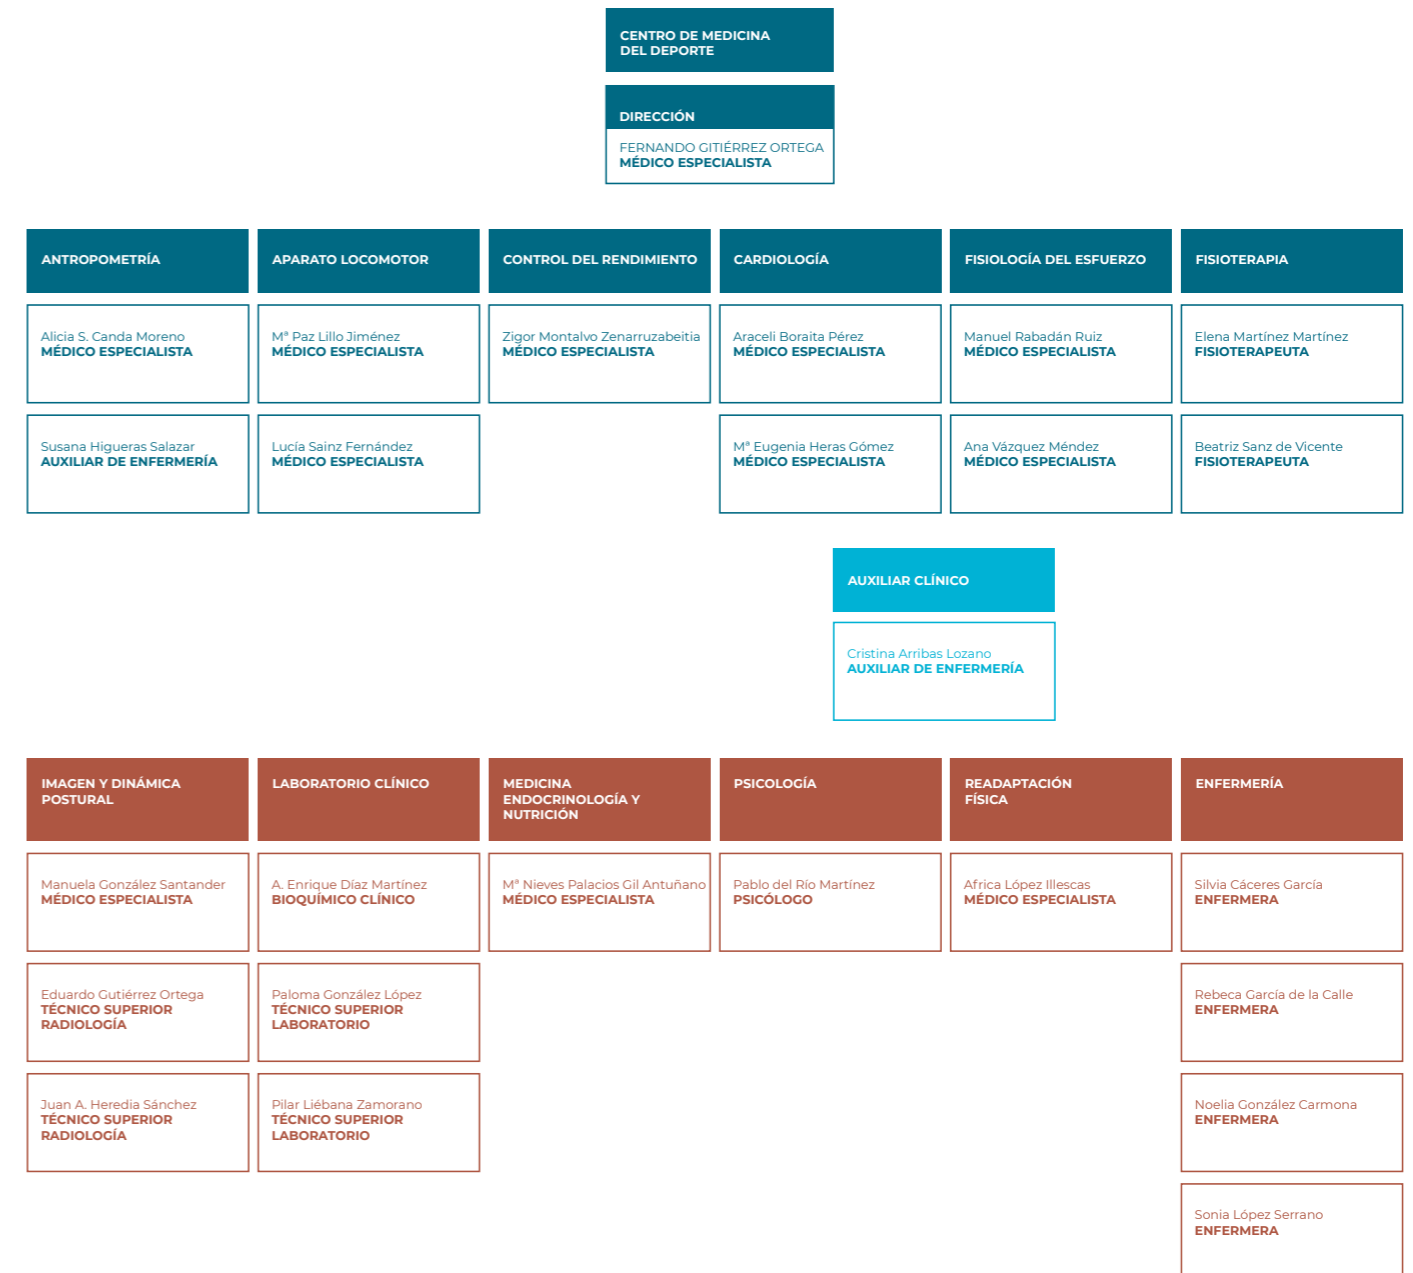 CENTRO DE MEDICINA
DEL DEPORTE
DIRECCIÓN
FERNANDO GITIÉRREZ ORTEGA
MÉDICO ESPECIALISTA
ANTROPOMETRÍA
Alicia S. Canda Moreno
MÉDICO ESPECIALISTA
Susana Higueras Salazar
AUXILIAR DE ENFERMERÍA
APARATO LOCOMOTOR
Mª Paz Lillo Jiménez
MÉDICO ESPECIALISTA
Lucía Sainz Fernández
MÉDICO ESPECIALISTA
CONTROL DEL RENDIMIENTO
Zigor Montalvo Zenarruzabeitia
MÉDICO ESPECIALISTA
CARDIOLOGÍA
Araceli Boraita Pérez
MÉDICO ESPECIALISTA
Mª Eugenia Heras Gómez
MÉDICO ESPECIALISTA
FISIOLOGÍA DEL ESFUERZO
Manuel Rabadán Ruiz
MÉDICO ESPECIALISTA
Ana Vázquez Méndez
MÉDICO ESPECIALISTA
FISIOTERAPIA
Elena Martínez Martínez
FISIOTERAPEUTA
Beatriz Sanz de Vicente
FISIOTERAPEUTA
AUXILIAR CLÍNICO
Cristina Arribas Lozano
AUXILIAR DE ENFERMERÍA
IMAGEN Y DINÁMICA
POSTURAL
Manuela González Santander
MÉDICO ESPECIALISTA
Eduardo Gutiérrez Ortega
TÉCNICO SUPERIOR
RADIOLOGÍA
Juan A. Heredia Sánchez
TÉCNICO SUPERIOR
RADIOLOGÍA
LABORATORIO CLÍNICO
A. Enrique Díaz Martínez
BIOQUÍMICO CLÍNICO
Paloma González López
TÉCNICO SUPERIOR
LABORATORIO
Pilar Liébana Zamorano
TÉCNICO SUPERIOR
LABORATORIO
MEDICINA
ENDOCRINOLOGÍA Y
NUTRICIÓN
Mª Nieves Palacios Gil Antuñano
MÉDICO ESPECIALISTA
PSICOLOGÍA
Pablo del Río Martínez
PSICÓLOGO
READAPTACIÓN
FÍSICA
Africa López Illescas
MÉDICO ESPECIALISTA
ENFERMERÍA
Silvia Cáceres García
ENFERMERA
Rebeca García de la Calle
ENFERMERA
Noelia González Carmona
ENFERMERA
Sonia López Serrano
ENFERMERA